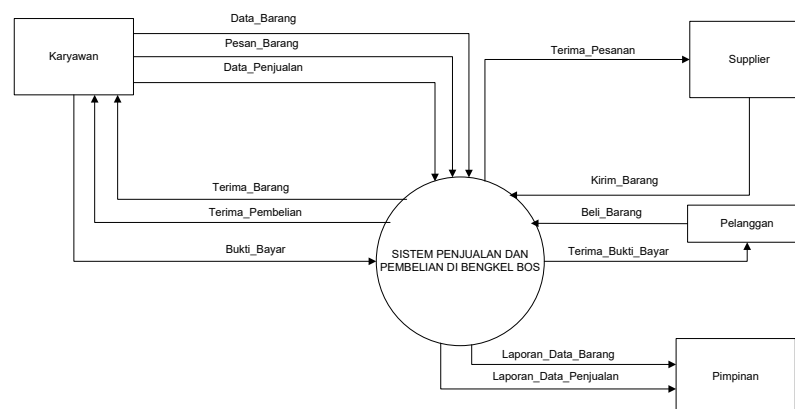 Data_Barang
Karyawan
Pesan_Barang
Data_Penjualan
Terima_Pesanan
Supplier
Terima_Barang
Kirim_Barang
Terima_Pembelian
Beli_Barang
Pelanggan
Bukti_Bayar
SISTEM PENJUALAN DAN
PEMBELIAN DI BENGKEL BOS
Terima_Bukti_Bayar
Laporan_Data_Barang
Laporan_Data_Penjualan
Pimpinan